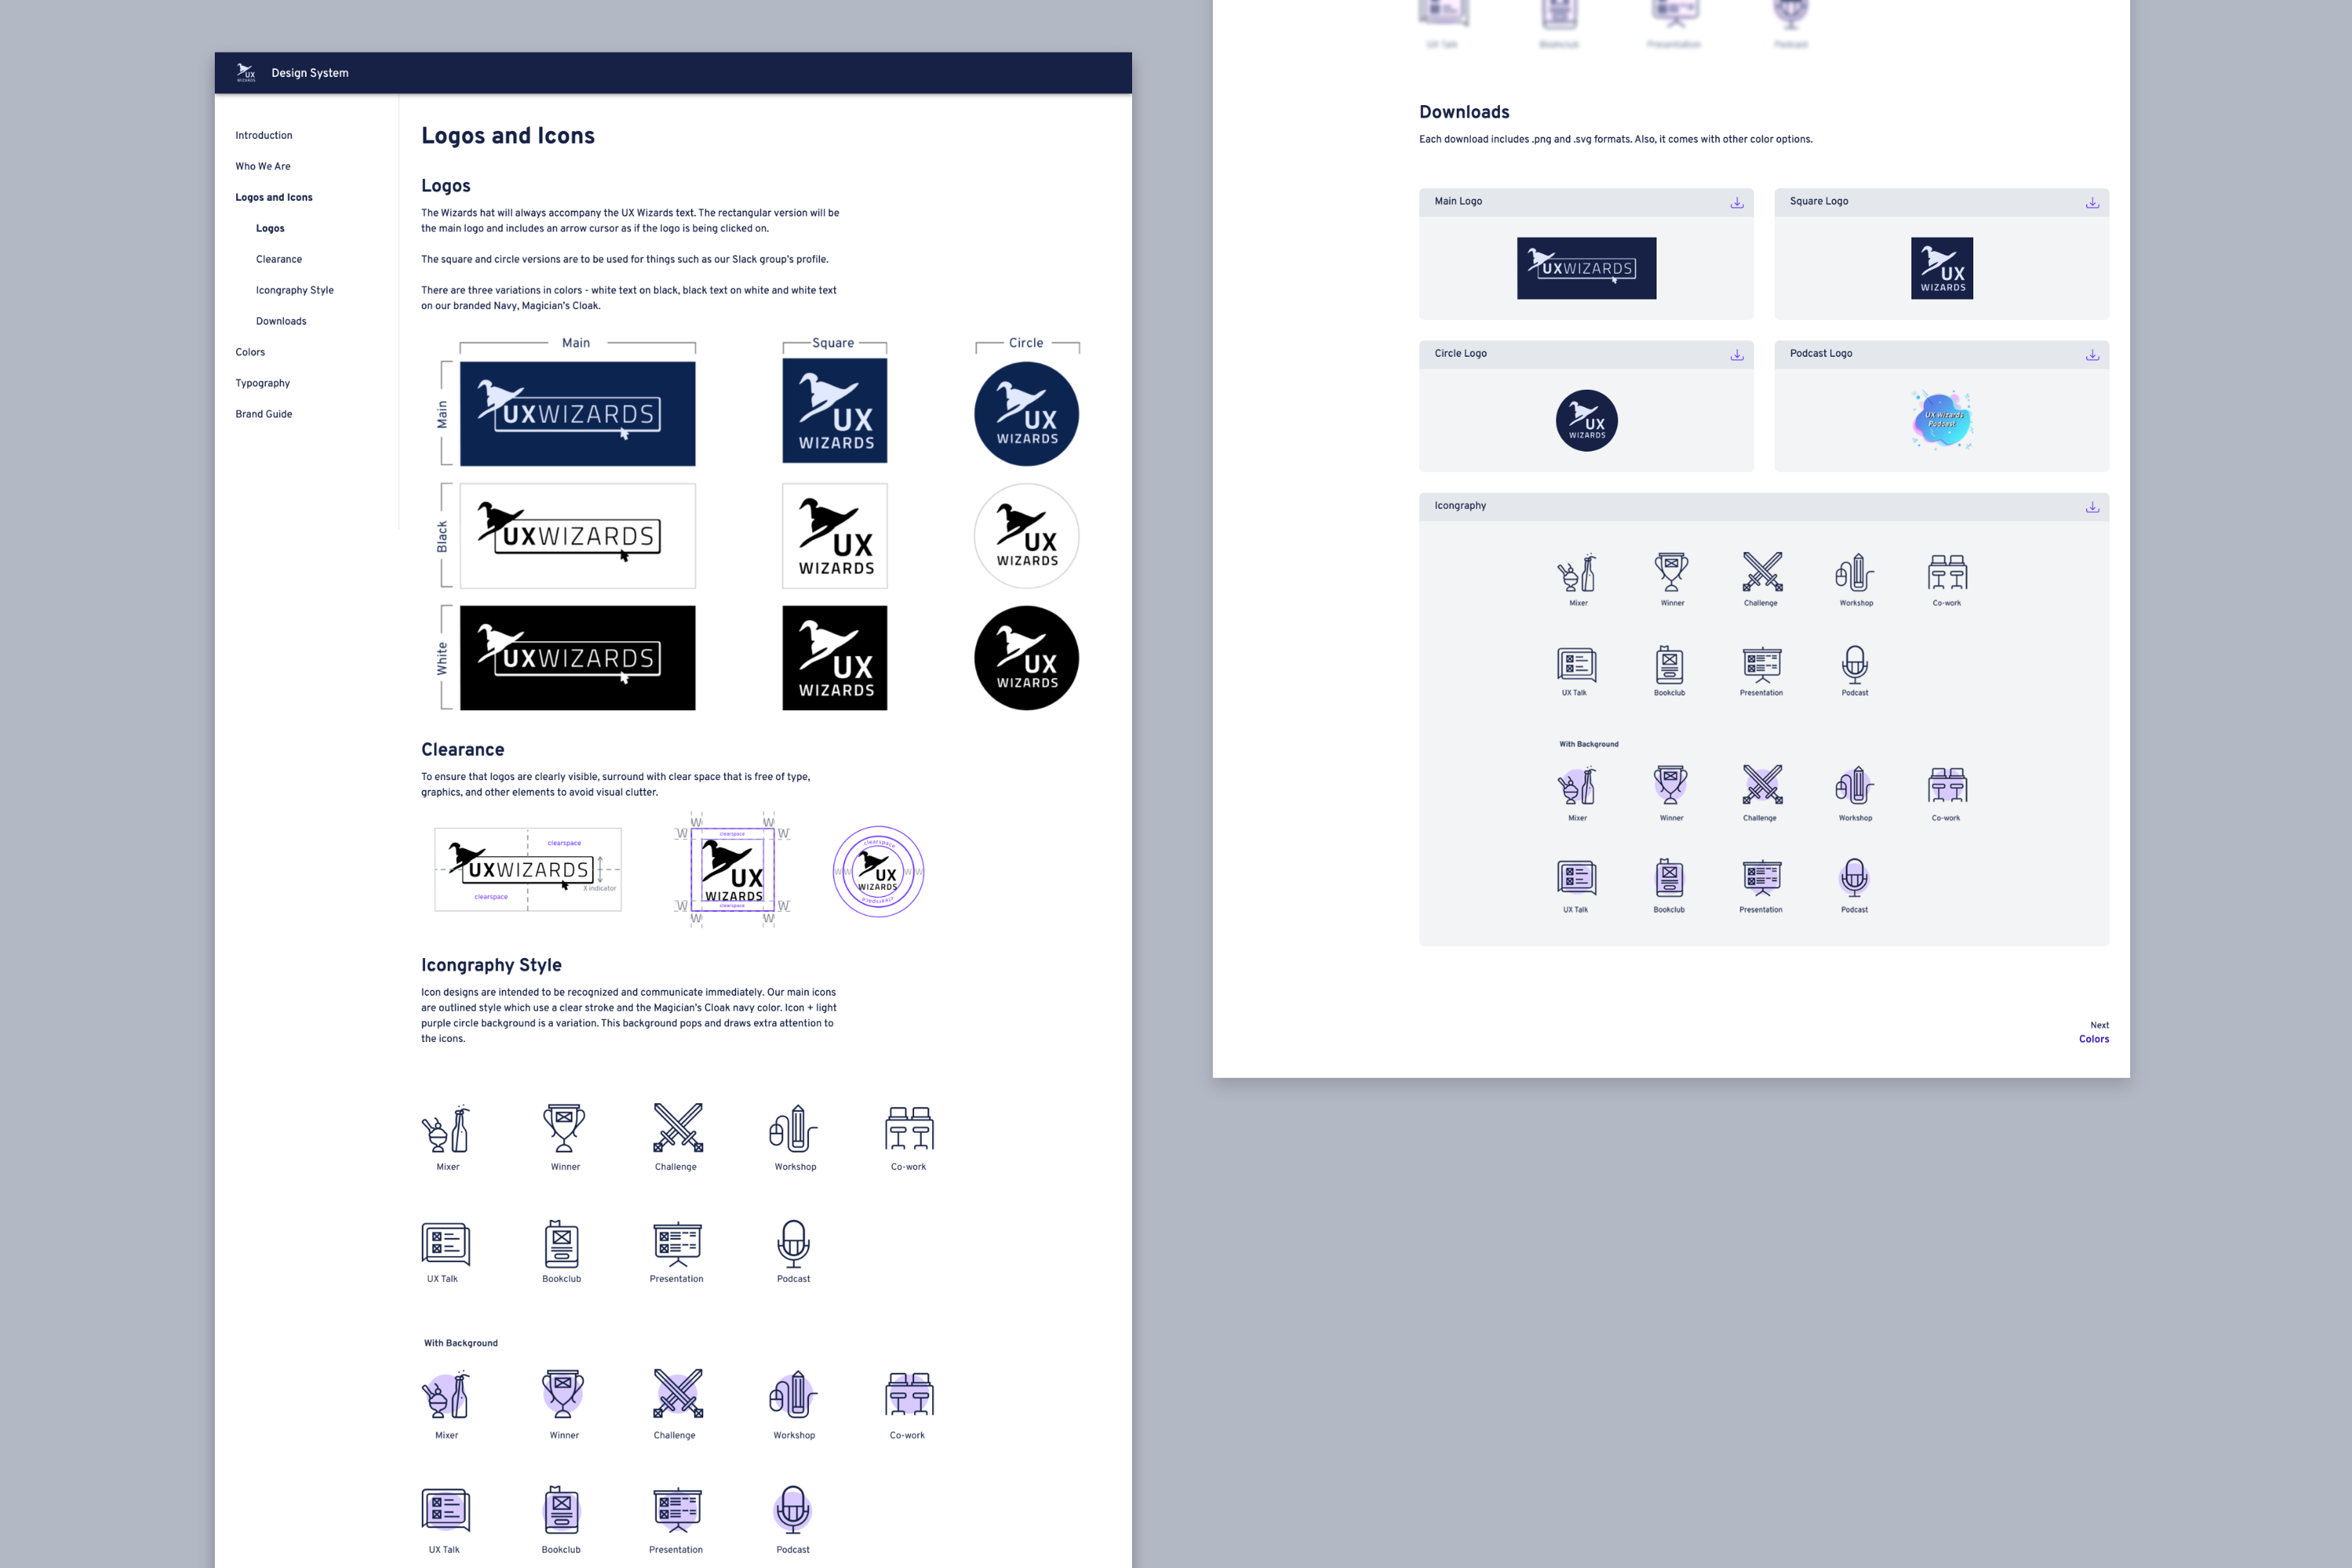 UX
WIZARDS
Design System
Introduction
Who We Are
Logos and Icons
Logos
Clearance
Icongraphy Style
Downloads
Colors
Typography
Brand Guide
Logos and Icons
Logos
The Wizards hat will always accompany the UX Wizards text. The rectangular version will be
the main logo and includes an arrow cursor as if the logo is being clicked on.
The square and circle versions are to be used for things such as our Slack group's profile.
There are three variations in colors - white text on black, black text on white and white text
on our branded Navy, Magician's Cloak.
Main
Square
Circle
Main
UXWIZARDS
UX
WIZARDS
UX
WIZARDS
Black
UXWIZARDS
UX
WIZARDS
UX
WIZARDS
White
UXWIZARDS
UX
WIZARDS
UX
WIZARDS
Clearance
To ensure that logos are clearly visible, surround with clear space that is free of type,
graphics, and other elements to avoid visual clutter.
clearspace
UXWIZARDS
X indicator
clearspace
W W
W clearspace W
UX
WIZARDS
W clearspace W
W W
clearspace
W W UX W W
WIZARDS
clearspace
Icongraphy Style
Icon designs are intended to be recognized and communicate immediately. Our main icons
are outlined style which use a clear stroke and the Magician's Cloak navy color. Icon + light
purple circle background is a variation. This background pops and draws extra attention to
the icons.
Mixer Winner Challenge Workshop Co-work
UX Talk Bookclub Presentation Podcast
With Background
Mixer Winner Challenge Workshop Co-work
UX Talk Bookclub Presentation Podcast
UX Talk Bookclub Presentation Podcast
Downloads
Each download includes .png and .svg formats. Also, it comes with other color options.
Main Logo
UXWIZARDS
Square Logo
UX
WIZARDS
Circle Logo
UX
WIZARDS
Podcast Logo
UX Wizards
Podcast
Icongraphy
Mixer Winner Challenge Workshop Co-work
UX Talk Bookclub Presentation Podcast
With Background
Mixer Winner Challenge Workshop Co-work
UX Talk Bookclub Presentation Podcast
Next
Colors